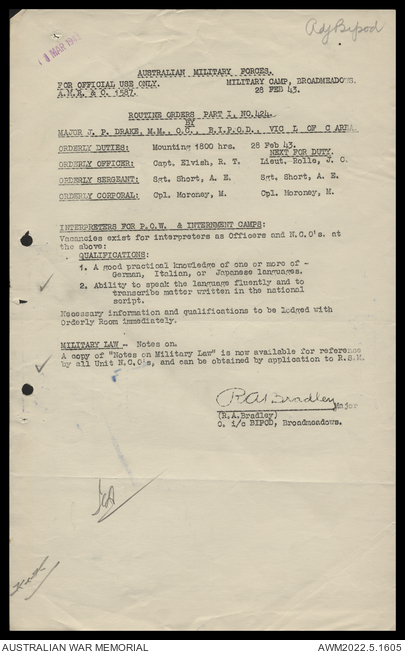 Adj Bipod
MAR 194
AUSTRALIAN MILITARY FORCES.
FOR OFFICIAL USE ONLY. MILITARY CAMP, BROADMEADOWS.
A.M.M. & O. 1587. 28 FEB 43.
ROUTINE ORDERS PART I, NO.424.
BY
MAJOR J. P. DRAKE, M.M., O.C., B.I.P.O.D., VIC L OF C AREA
ORDERLY DUTIES: Mounting 1800 hrs. 28 Feb 43.
NEXT FOR DUTY.
ORDERLY OFFICER: Capt. Elvish, R. T. Lieut. Rolle, J. C.
ORDERLY SERGEANT: Sgt. Short, A. E. Sgt. Short, A. E.
ORDERLY CORPORAL: Cpl. Moroney, M. Cpl. Moroney, M.
INTERPRETERS FOR P.O.W. & INTERNMENT CAMPS:
Vacancies exist for interpreters as Officers and N.C.O's. at
the above:
QUALIFICATIONS:
1. A good practical knowledge of one or more of -
German, Italian, or Japanese languages.
2. Ability to speak the language fluently and to
transcribe matter written in the national
script.
Necessary information and qualifications to be lodged with
Orderly Room immediately.
MILITARY LAW - Notes on.
A copy of "Notes on Military Law" is now available for reference
by all Unit N.C.O's, and can be obtained by application to R.S.M.
R A Bradley Major
(R.A.Bradley)
O. i/c BIPOD, Broadmeadows.
AUSTRALIAN WAR MEMORIAL AWM2022.5.1605